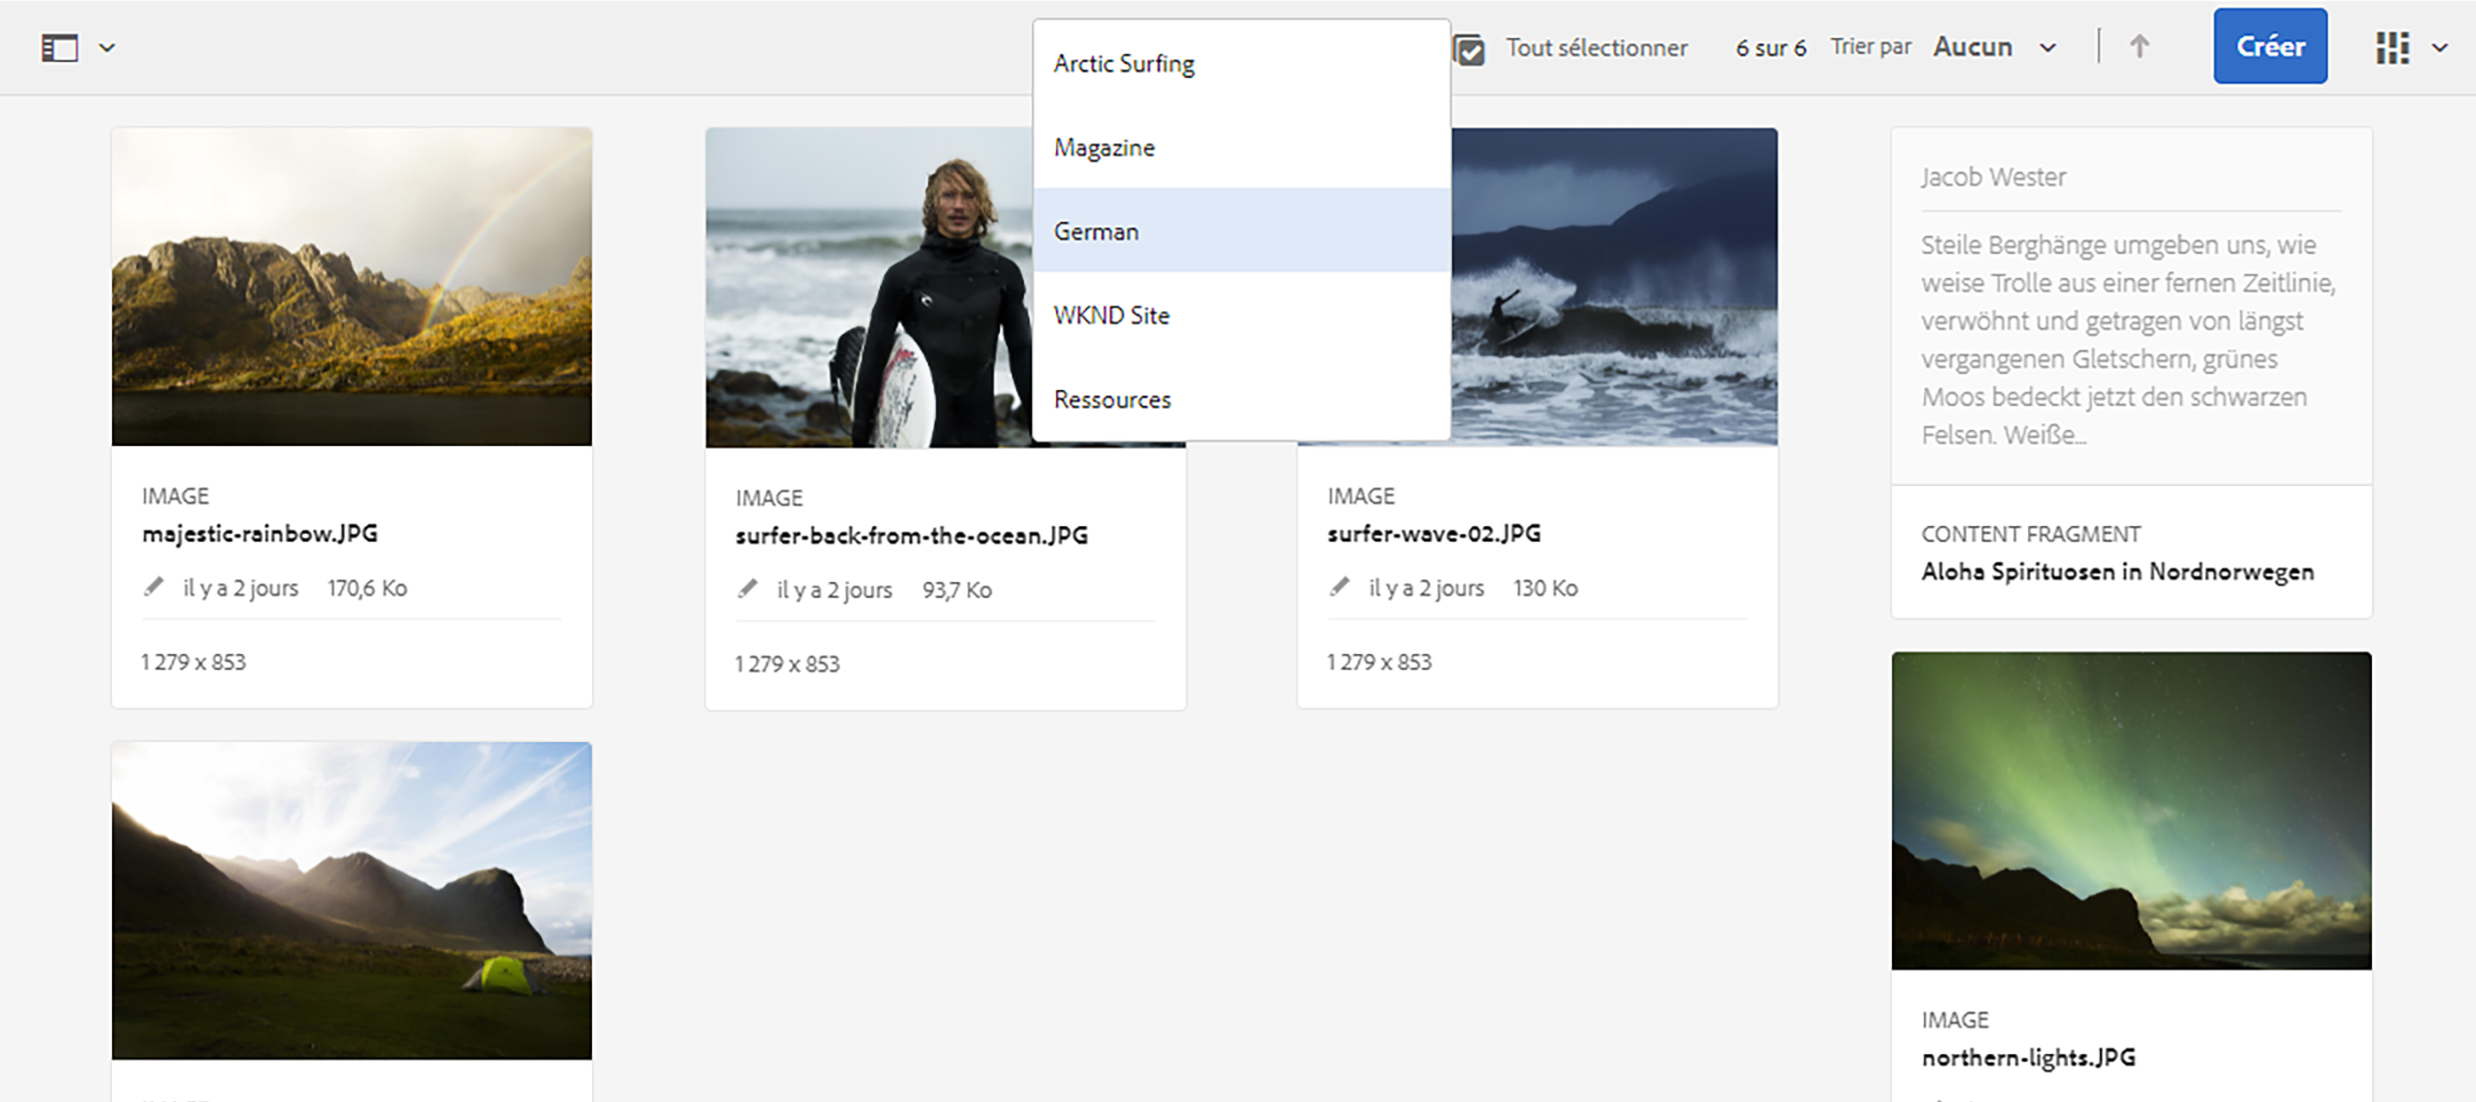 Tout sélectionner
6 sur 6
Trier par
Aucun
Créer
Arctic Surfing
Magazine
German
WKND Site
Ressources
IMAGE
majestic-rainbow.JPG
il y a 2 jours
170,6 Ko
1 279 x 853
IMAGE
surfer-back-from-the-ocean.JPG
il y a 2 jours
93,7 Ko
1 279 x 853
IMAGE
surfer-wave-02.JPG
il y a 2 jours
130 Ko
1 279 x 853
Jacob Wester
Steile Berghänge umgeben uns, wie
weise Trolle aus einer fernen Zeitlinie,
verwöhnt und getragen von längst
vergangenen Gletschern, grünes
Moos bedeckt jetzt den schwarzen
Felsen. Weiße...
CONTENT FRAGMENT
Aloha Spirituosen in Nordnorwegen
IMAGE
northern-lights.JPG